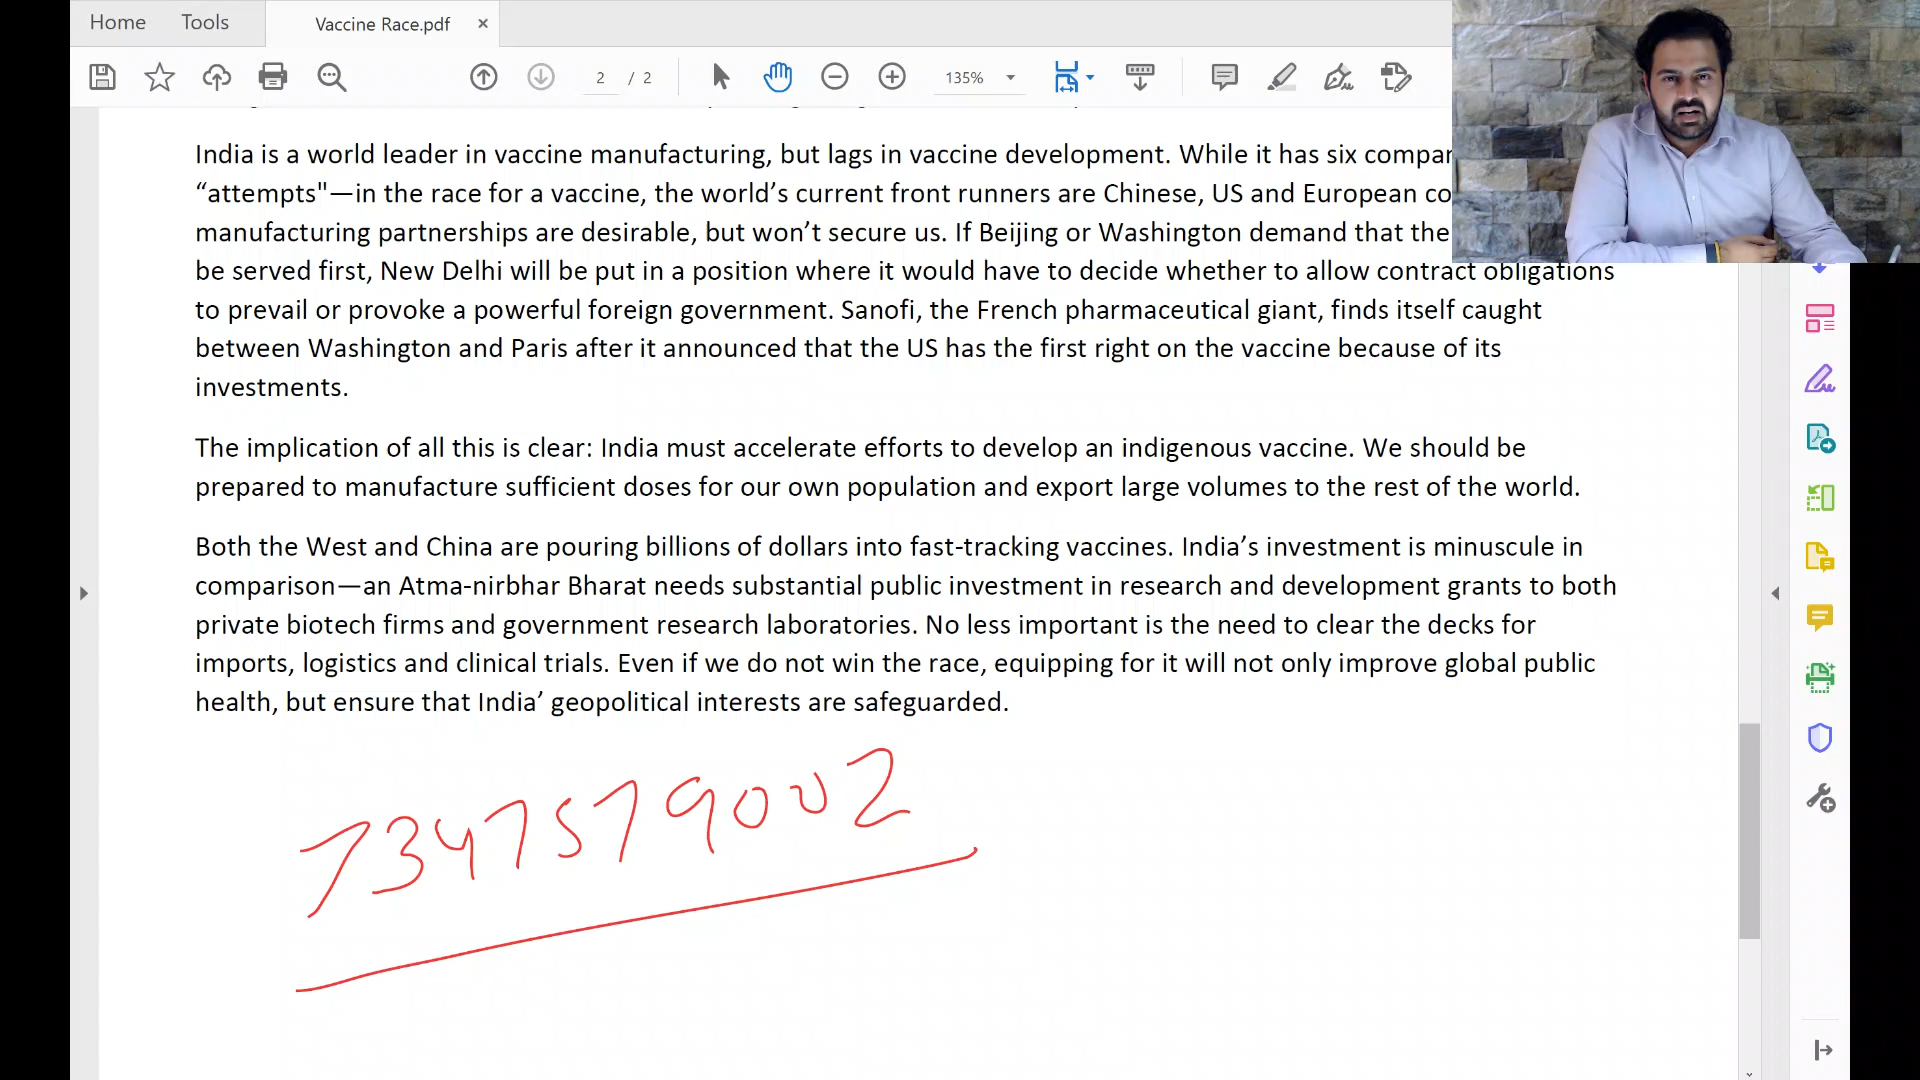 Home Tools Vaccine Race.pdf
2 / 2 135%
India is a world leader in vaccine manufacturing, but lags in vaccine development. While it has six
“attempts"—in the race for a vaccine, the world’s current front runners are Chinese, US and European
manufacturing partnerships are desirable, but won’t secure us. If Beijing or Washington demand that the
be served first, New Delhi will be put in a position where it would have to decide whether to allow contract obligations
to prevail or provoke a powerful foreign government. Sanofi, the French pharmaceutical giant, finds itself caught
between Washington and Paris after it announced that the US has the first right on the vaccine because of its
investments.
The implication of all this is clear: India must accelerate efforts to develop an indigenous vaccine. We should be
prepared to manufacture sufficient doses for our own population and export large volumes to the rest of the world.
Both the West and China are pouring billions of dollars into fast-tracking vaccines. India’s investment is minuscule in
comparison—an Atma-nirbhar Bharat needs substantial public investment in research and development grants to both
private biotech firms and government research laboratories. No less important is the need to clear the decks for
imports, logistics and clinical trials. Even if we do not win the race, equipping for it will not only improve global public
health, but ensure that India’ geopolitical interests are safeguarded.
7347579002